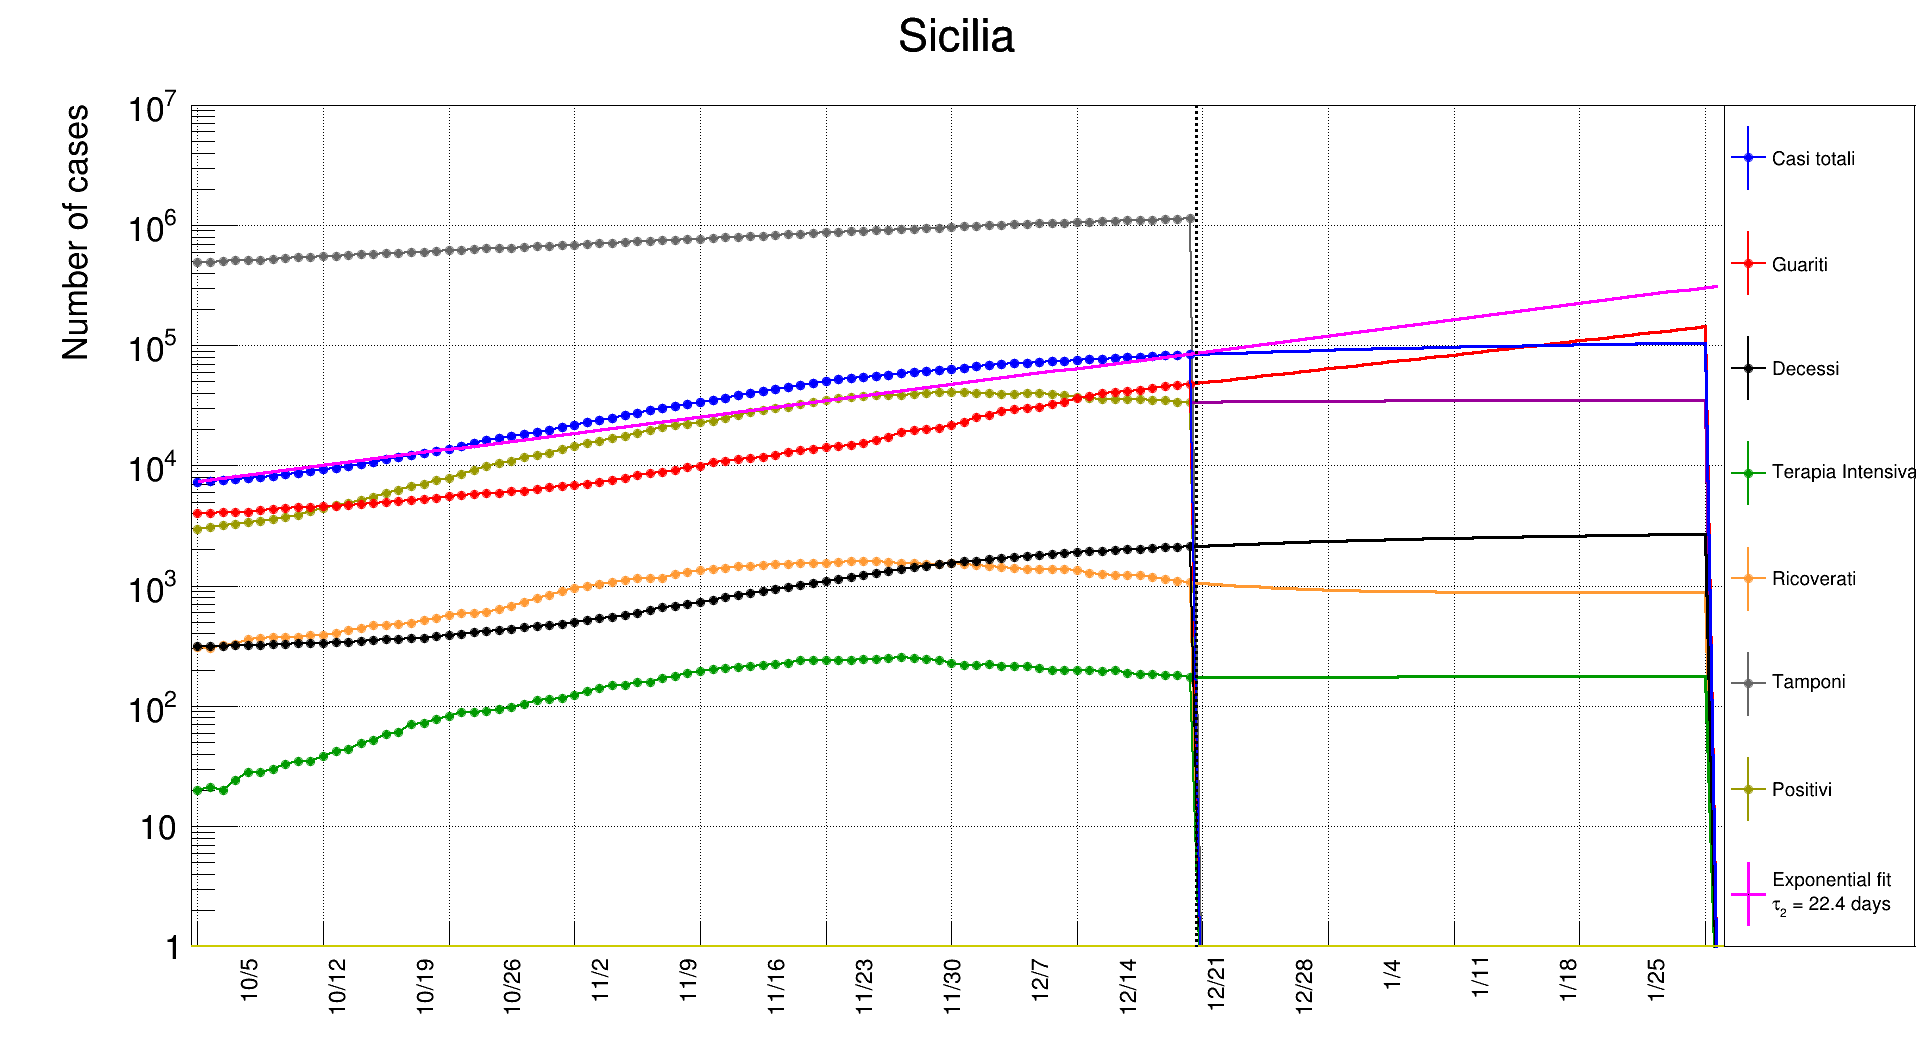 Sicilia
Number of cases
10^7
10^6
10^5
10^4
10^3
10^2
10
1
10/5
10/12
10/19
10/26
11/2
11/9
11/16
11/23
11/30
12/7
12/14
12/21
12/28
1/4
1/11
1/18
1/25
Casi totali
Guariti
Decessi
Terapia Intensiva
Ricoverati
Tamponi
Positivi
Exponential fit
τ_2 = 22.4 days